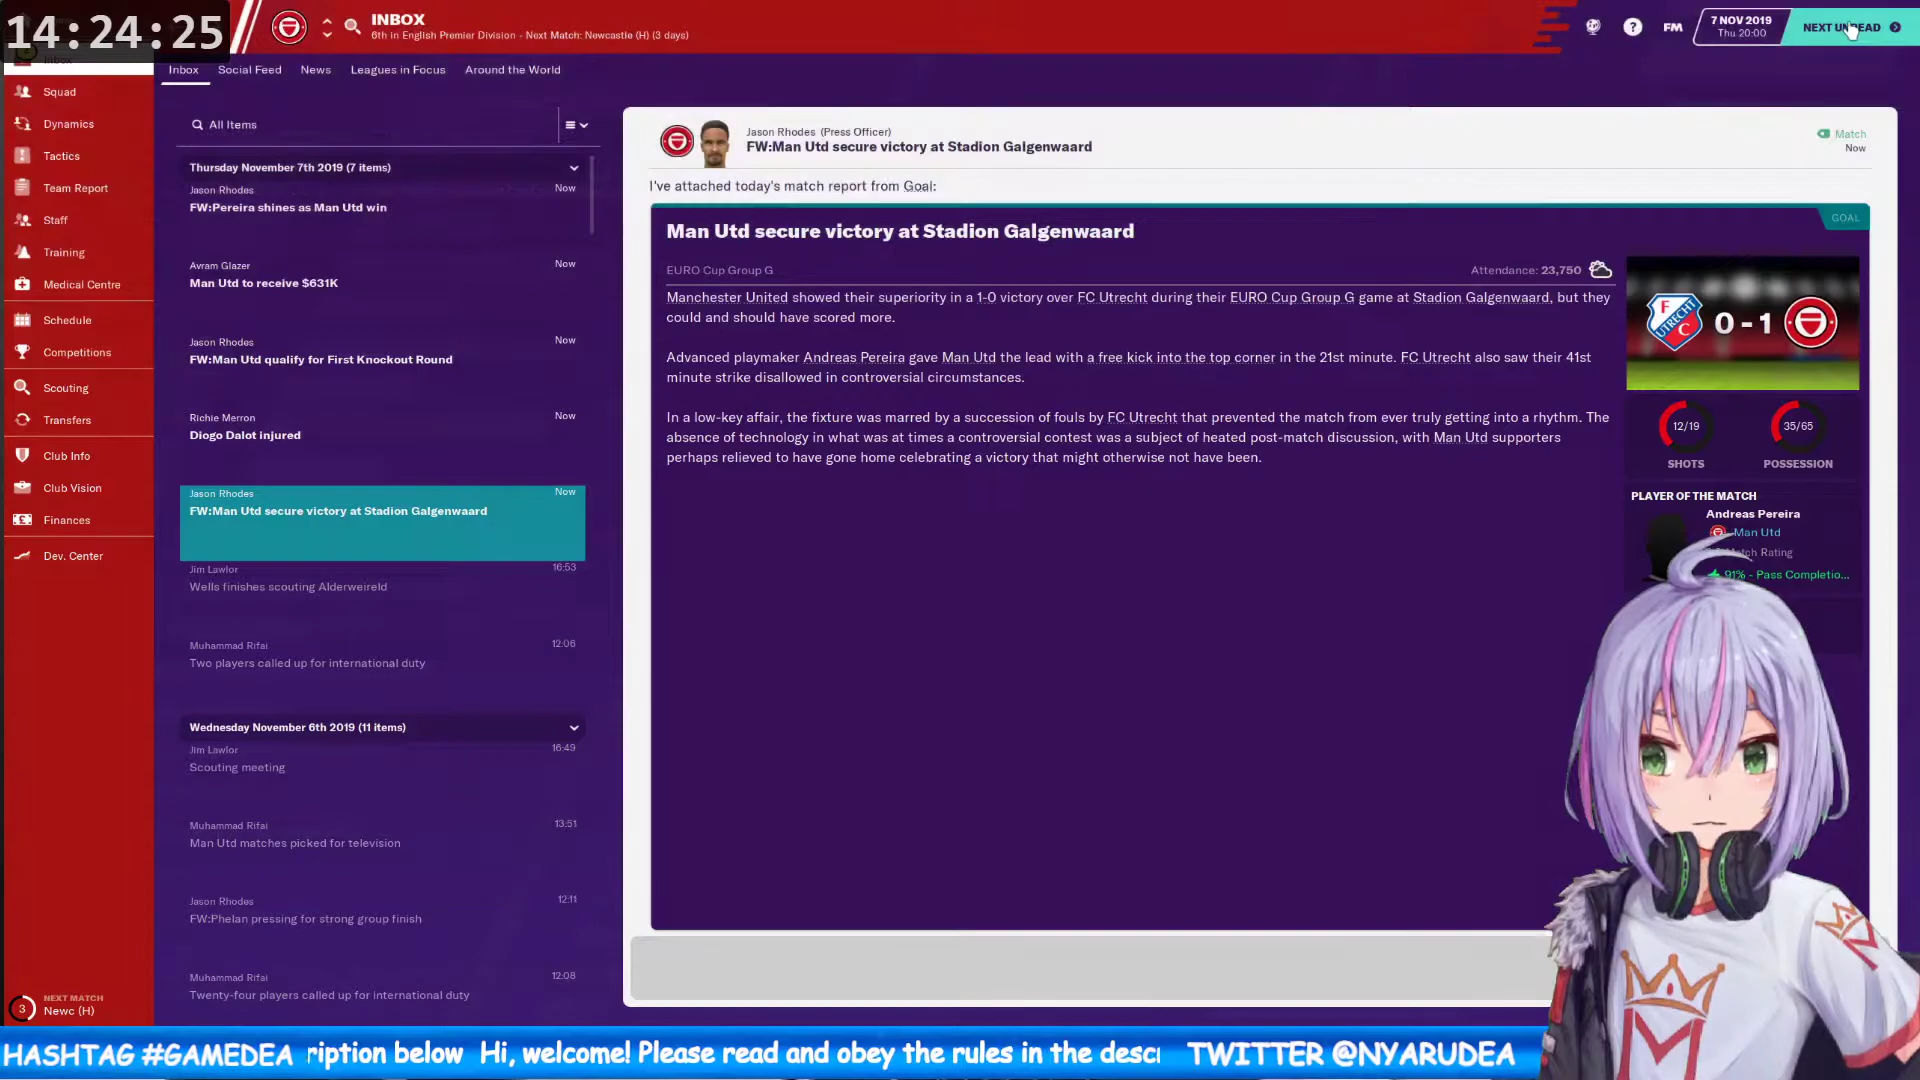 14:24:25
INBOX
6th in English Premier Division - Next Match: Newcastle (H) (3 days)
FM
7 NOV 2019
Thu 20:00
NEXT UNREAD
Inbox
Squad
Dynamics
Tactics
Team Report
Staff
Training
Medical Centre
Schedule
Competitions
Scouting
Transfers
Club Info
Club Vision
Finances
Dev. Center
3
NEXT MATCH
Newc (H)
Inbox Social Feed News Leagues in Focus Around the World
All Items
Thursday November 7th 2019 (7 items)
Jason Rhodes Now
FW:Pereira shines as Man Utd win
Avram Glazer Now
Man Utd to receive $631K
Jason Rhodes Now
FW:Man Utd qualify for First Knockout Round
Richie Merron Now
Diogo Dalot injured
Jason Rhodes Now
FW:Man Utd secure victory at Stadion Galgenwaard
Jim Lawlor 16:53
Wells finishes scouting Alderweireld
Muhammad Rifai 12:06
Two players called up for international duty
Wednesday November 6th 2019 (11 items)
Jim Lawlor 16:49
Scouting meeting
Muhammad Rifai 13:51
Man Utd matches picked for television
Jason Rhodes 12:11
FW:Phelan pressing for strong group finish
Muhammad Rifai 12:08
Twenty-four players called up for international duty
Jason Rhodes (Press Officer)
FW:Man Utd secure victory at Stadion Galgenwaard
Match
Now
I've attached today's match report from Goal:
GOAL
Man Utd secure victory at Stadion Galgenwaard
EURO Cup Group G Attendance: 23,750
Manchester United showed their superiority in a 1-0 victory over FC Utrecht during their EURO Cup Group G game at Stadion Galgenwaard, but they
could and should have scored more.
Advanced playmaker Andreas Pereira gave Man Utd the lead with a free kick into the top corner in the 21st minute. FC Utrecht also saw their 41st
minute strike disallowed in controversial circumstances.
In a low-key affair, the fixture was marred by a succession of fouls by FC Utrecht that prevented the match from ever truly getting into a rhythm. The
absence of technology in what was at times a controversial contest was a subject of heated post-match discussion, with Man Utd supporters
perhaps relieved to have gone home celebrating a victory that might otherwise not have been.
FC UTRECHT
0 - 1
12/19 35/65
SHOTS POSSESSION
PLAYER OF THE MATCH
Andreas Pereira
Man Utd
Match Rating
91% - Pass Completio...
HASHTAG #GAMEDEA ription below Hi, welcome! Please read and obey the rules in the descr TWITTER @NYARUDEA